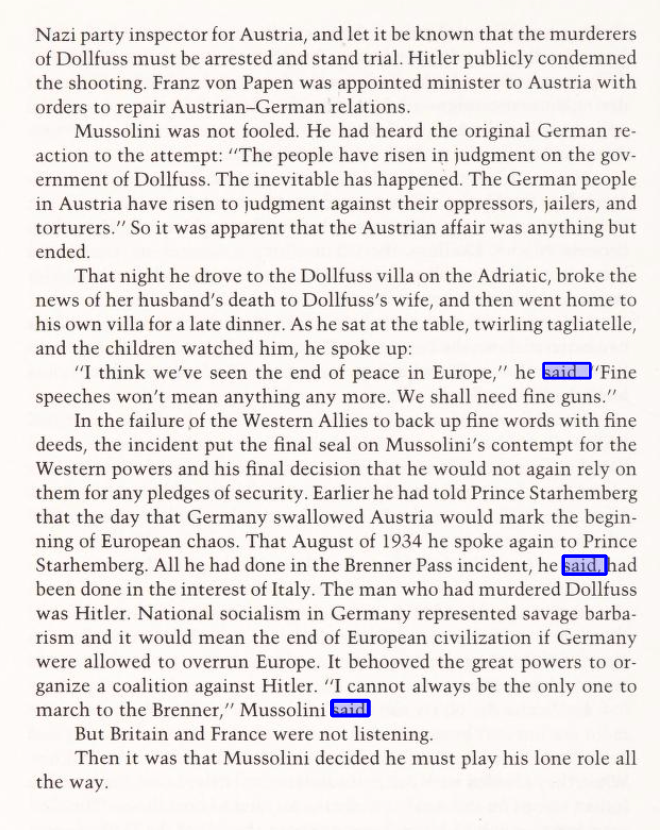 Nazi party inspector for Austria, and let it be known that the murderers
of Dollfuss must be arrested and stand trial. Hitler publicly condemned
the shooting. Franz von Papen was appointed minister to Austria with
orders to repair Austrian–German relations.
Mussolini was not fooled. He had heard the original German re-
action to the attempt: "The people have risen in judgment on the gov-
ernment of Dollfuss. The inevitable has happened. The German people
in Austria have risen to judgment against their oppressors, jailers, and
torturers." So it was apparent that the Austrian affair was anything but
ended.
That night he drove to the Dollfuss villa on the Adriatic, broke the
news of her husband's death to Dollfuss's wife, and then went home to
his own villa for a late dinner. As he sat at the table, twirling tagliatelle,
and the children watched him, he spoke up:
"I think we've seen the end of peace in Europe," he said. "Fine
speeches won't mean anything any more. We shall need fine guns."
In the failure of the Western Allies to back up fine words with fine
deeds, the incident put the final seal on Mussolini's contempt for the
Western powers and his final decision that he would not again rely on
them for any pledges of security. Earlier he had told Prince Starhemberg
that the day that Germany swallowed Austria would mark the begin-
ning of European chaos. That August of 1934 he spoke again to Prince
Starhemberg. All he had done in the Brenner Pass incident, he said, had
been done in the interest of Italy. The man who had murdered Dollfuss
was Hitler. National socialism in Germany represented savage barba-
rism and it would mean the end of European civilization if Germany
were allowed to overrun Europe. It behooved the great powers to or-
ganize a coalition against Hitler. "I cannot always be the only one to
march to the Brenner," Mussolini said.
But Britain and France were not listening.
Then it was that Mussolini decided he must play his lone role all
the way.